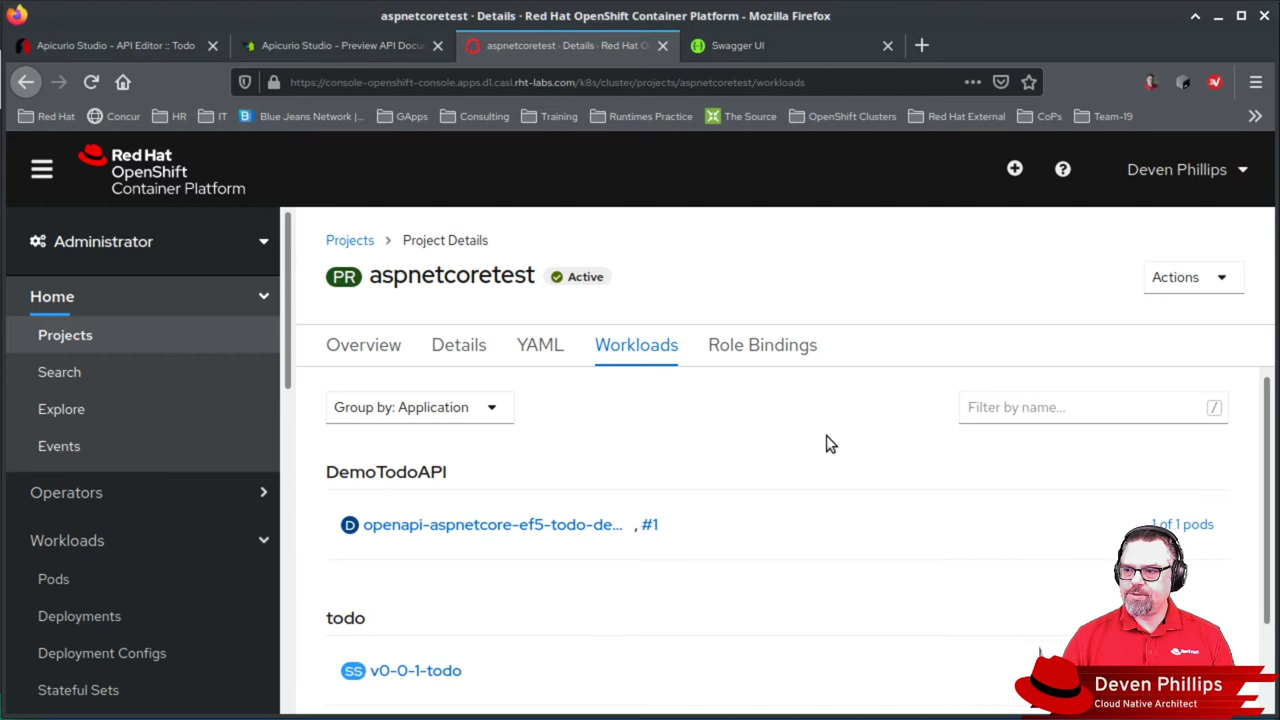 aspnetcoretest · Details · Red Hat OpenShift Container Platform - Mozilla Firefox
Apicurio Studio - API Editor :: Todo
Apicurio Studio - Preview API Docu
aspnetcoretest · Details · Red Hat O
Swagger UI
https://console-openshift-console.apps.d1.casl.rht-labs.com/k8s/cluster/projects/aspnetcoretest/workloads
Red Hat
Concur
HR
IT
Blue Jeans Network |...
GApps
Consulting
Training
Runtimes Practice
The Source
OpenShift Clusters
Red Hat External
CoPs
Team-19
Red Hat
OpenShift
Container Platform
Deven Phillips
Administrator
Home
Projects
Search
Explore
Events
Operators
Workloads
Pods
Deployments
Deployment Configs
Stateful Sets
Projects > Project Details
PR aspnetcoretest Active
Actions
Overview Details YAML Workloads Role Bindings
Group by: Application
Filter by name... /
DemoTodoAPI
D openapi-aspnetcore-ef5-todo-de... , #1
1 of 1 pods
todo
SS v0-0-1-todo
Red Hat
Deven Phillips
Cloud Native Architect